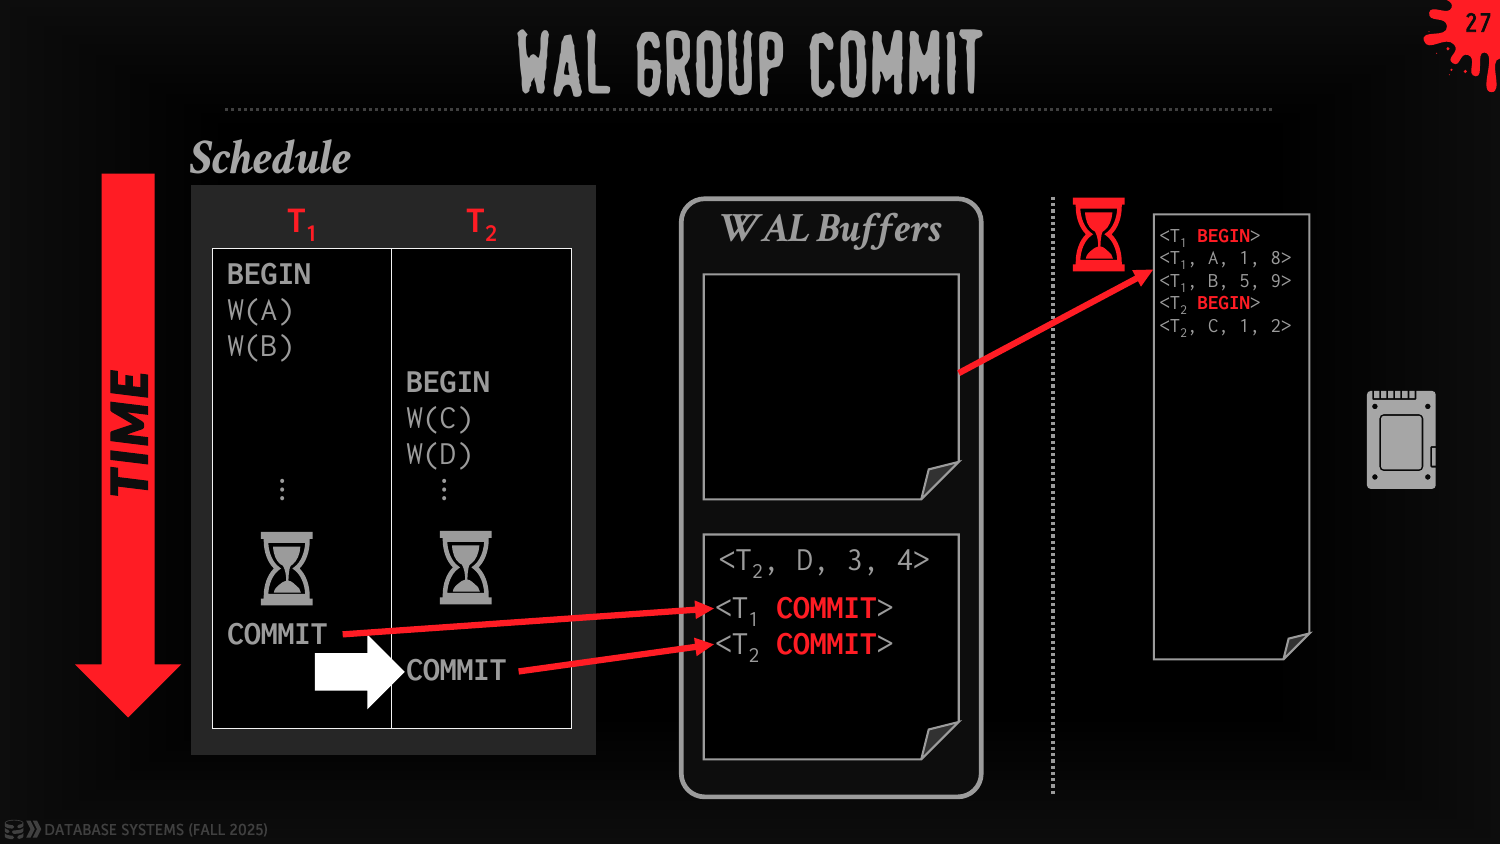 WAL GROUP COMMIT
27
Schedule
T1
T2
TIME
BEGIN
W(A)
W(B)
⋮
COMMIT
BEGIN
W(C)
W(D)
⋮
COMMIT
WAL Buffers
<T2, D, 3, 4>
<T1 COMMIT>
<T2 COMMIT>
<T1 BEGIN>
<T1, A, 1, 8>
<T1, B, 5, 9>
<T2 BEGIN>
<T2, C, 1, 2>
DATABASE SYSTEMS (FALL 2025)